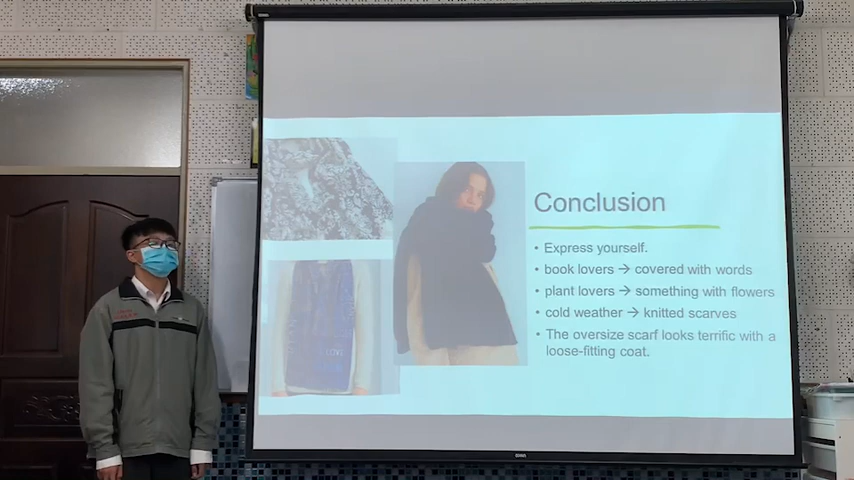 Conclusion
• Express yourself.
• book lovers → covered with words
• plant lovers → something with flowers
• cold weather → knitted scarves
• The oversize scarf looks terrific with a
loose-fitting coat.